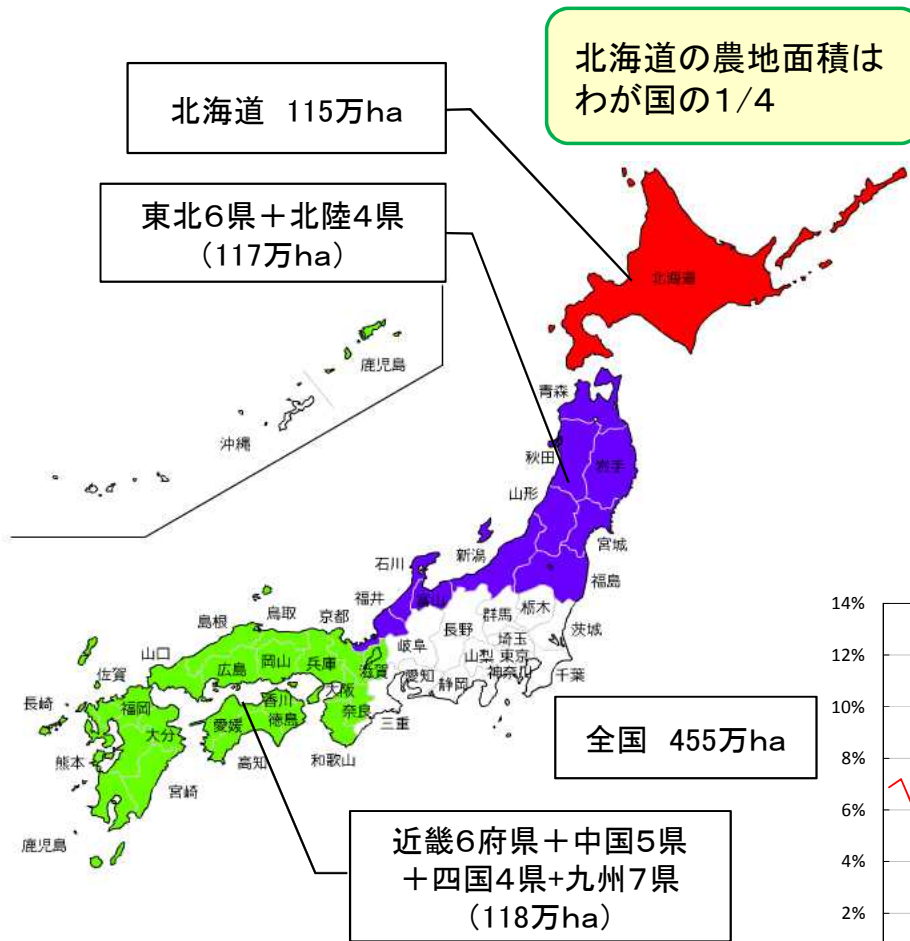 北海道の農地面積は
わが国の1/4
北海道 115万ha
東北6県+北陸4県
(117万ha)
北海道
鹿児島
沖縄
青森
秋田
岩手
山形
宮城
新潟
石川
福島
福井
富山
群馬
栃木
長野
茨城
埼玉
岐阜
山梨
東京
神奈川
千葉
愛知
静岡
三重
鳥取
島根
京都
山口
広島
岡山
兵庫
滋賀
佐賀
大阪
奈良
香川
徳島
愛媛
長崎
福岡
大分
高知
和歌山
熊本
宮崎
鹿児島
全国 455万ha
近畿6府県+中国5県
+四国4県+九州7県
(118万ha)
14%
12%
10%
8%
6%
4%
2%